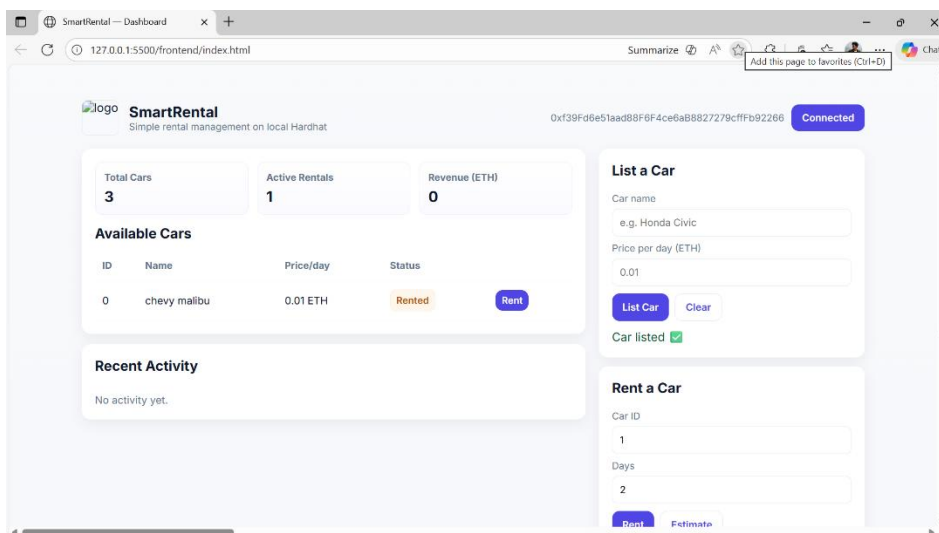 SmartRental — Dashboard
127.0.0.1:5500/frontend/index.html
Summarize
Add this page to favorites (Ctrl+D)
Chat
logo
SmartRental
Simple rental management on local Hardhat
0xf39Fd6e51aad88F6F4ce6aB8827279cffFb92266
Connected
Total Cars
3
Active Rentals
1
Revenue (ETH)
0
Available Cars
ID Name Price/day Status
0 chevy malibu 0.01 ETH Rented Rent
Recent Activity
No activity yet.
List a Car
Car name
e.g. Honda Civic
Price per day (ETH)
0.01
List Car Clear
Car listed ✅
Rent a Car
Car ID
1
Days
2
Rent Estimate